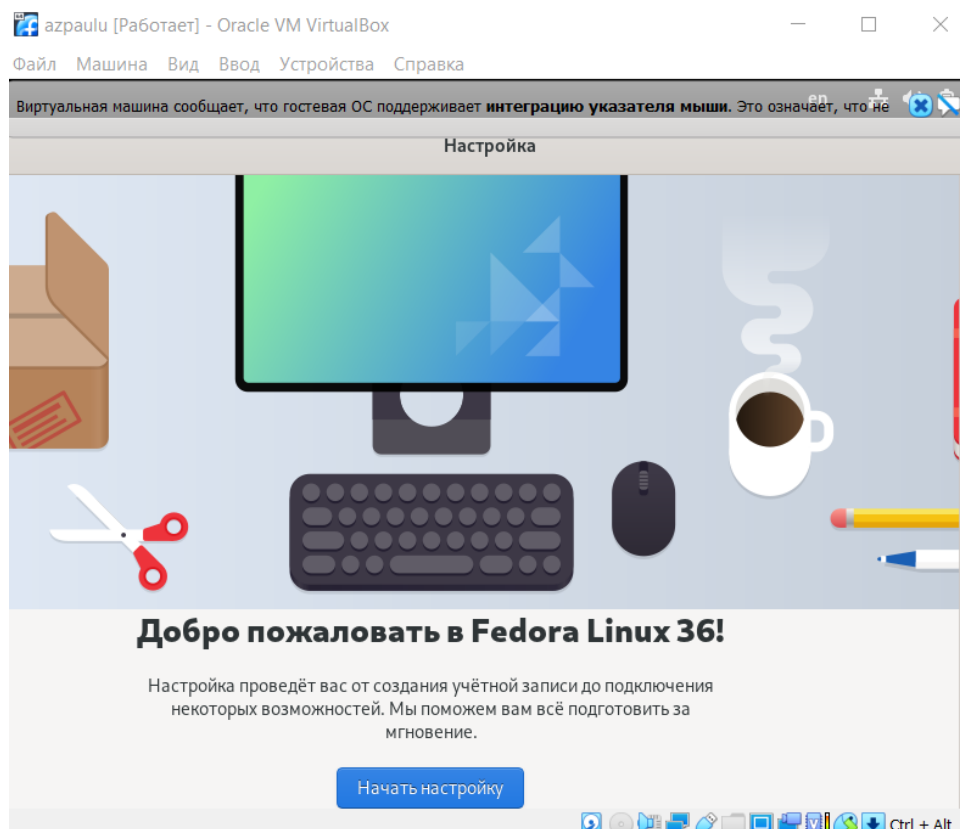 azpaulu [Работает] - Oracle VM VirtualBox
Файл Машина Вид Ввод Устройства Справка
en
Виртуальная машина сообщает, что гостевая ОС поддерживает интеграцию указателя мыши. Это означает, что не
Настройка
Добро пожаловать в Fedora Linux 36!
Настройка проведёт вас от создания учётной записи до подключения
некоторых возможностей. Мы поможем вам всё подготовить за
мгновение.
Начать настройку
Ctrl + Alt